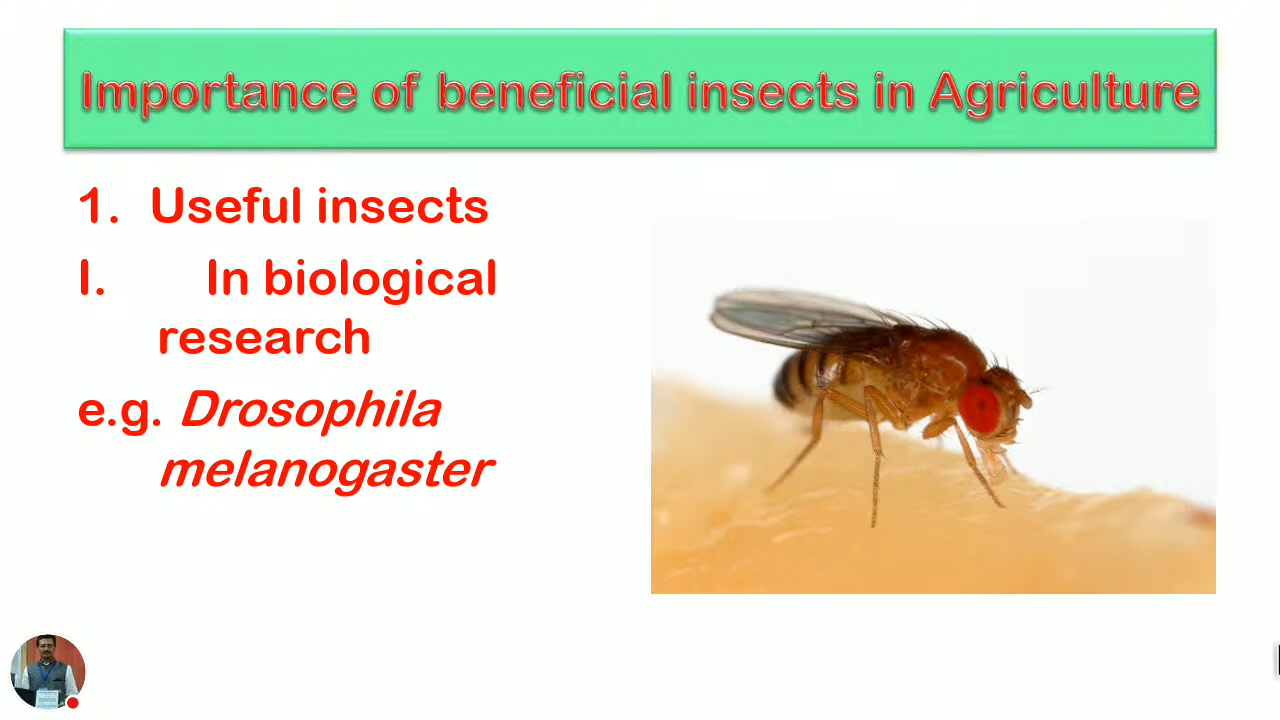 Importance of beneficial insects in Agriculture
1. Useful insects
I. In biological
research
e.g. Drosophila
melanogaster